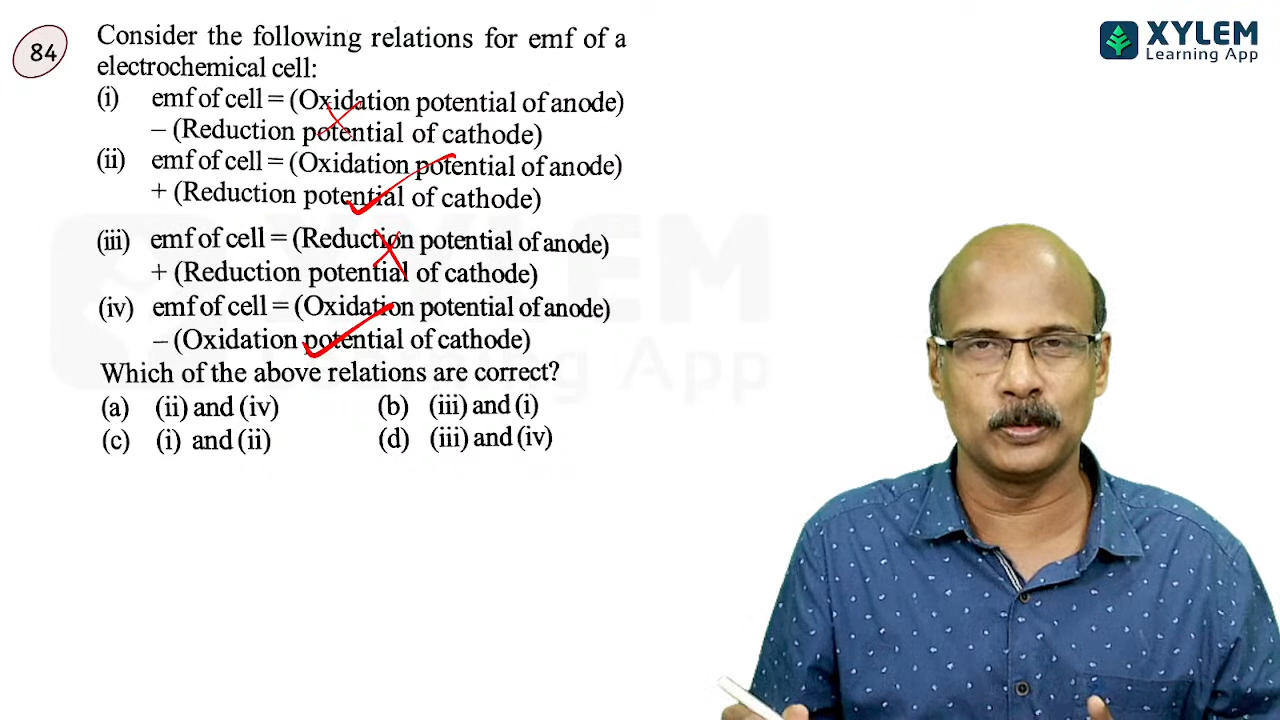 84
Consider the following relations for emf of a
electrochemical cell:
(i) emf of cell = (Oxidation potential of anode)
– (Reduction potential of cathode)
(ii) emf of cell = (Oxidation potential of anode)
+ (Reduction potential of cathode)
(iii) emf of cell = (Reduction potential of anode)
+ (Reduction potential of cathode)
(iv) emf of cell = (Oxidation potential of anode)
– (Oxidation potential of cathode)
Which of the above relations are correct?
(a) (ii) and (iv) (b) (iii) and (i)
(c) (i) and (ii) (d) (iii) and (iv)
XYLEM
Learning App
XYLEM
Learning App